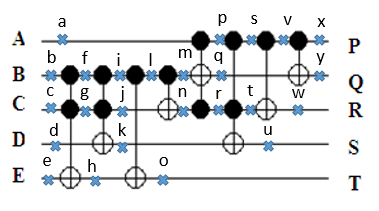 a p s v x
A P
b f i l m q y
B Q
c g j n r t w
C R
d k u
D S
e h o
E T